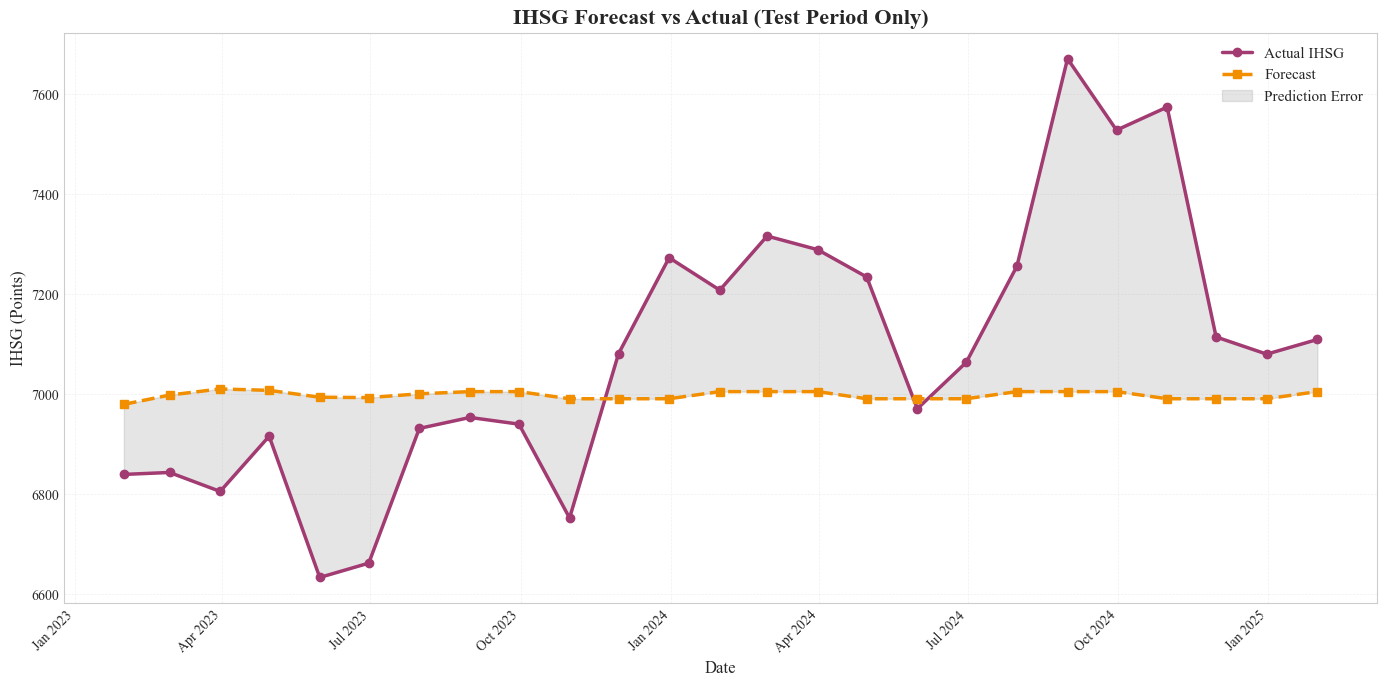 IHSG Forecast vs Actual (Test Period Only)
Actual IHSG
Forecast
Prediction Error
IHSG (Points)
7600
7400
7200
7000
6800
6600
Jan 2023
Apr 2023
Jul 2023
Oct 2023
Jan 2024
Apr 2024
Jul 2024
Oct 2024
Jan 2025
Date